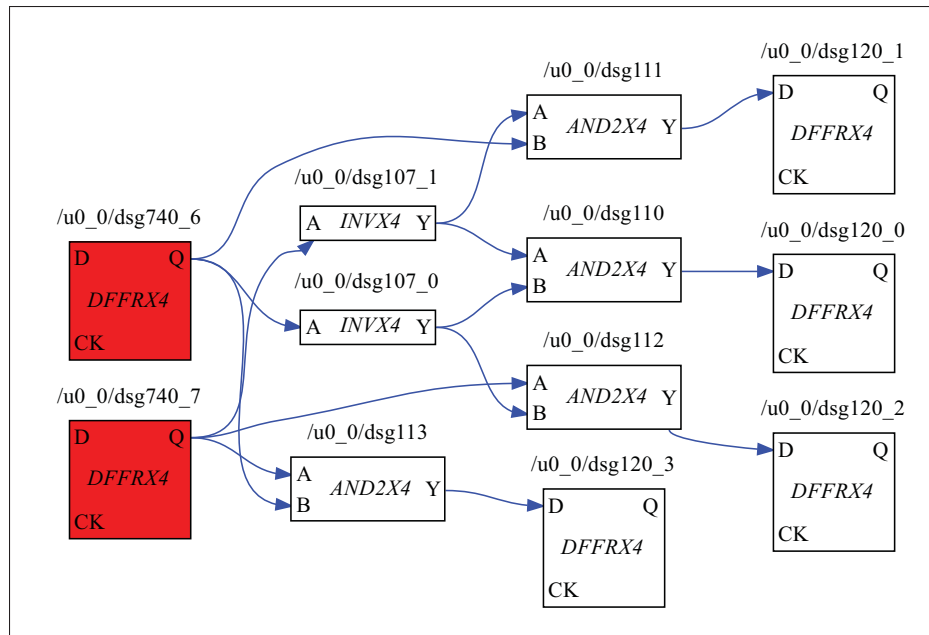 /u0_0/dsg120_1
/u0_0/dsg111
D Q
A
AND2X4 Y
B
DFFRX4
CK
/u0_0/dsg107_1
A INVX4 Y
/u0_0/dsg740_6
D Q
DFFRX4
CK
/u0_0/dsg110
A
AND2X4 Y
B
/u0_0/dsg120_0
D Q
DFFRX4
CK
/u0_0/dsg107_0
A INVX4 Y
/u0_0/dsg112
A
AND2X4 Y
B
/u0_0/dsg740_7
D Q
DFFRX4
CK
/u0_0/dsg113
A
AND2X4 Y
B
/u0_0/dsg120_2
D Q
DFFRX4
CK
/u0_0/dsg120_3
D Q
DFFRX4
CK